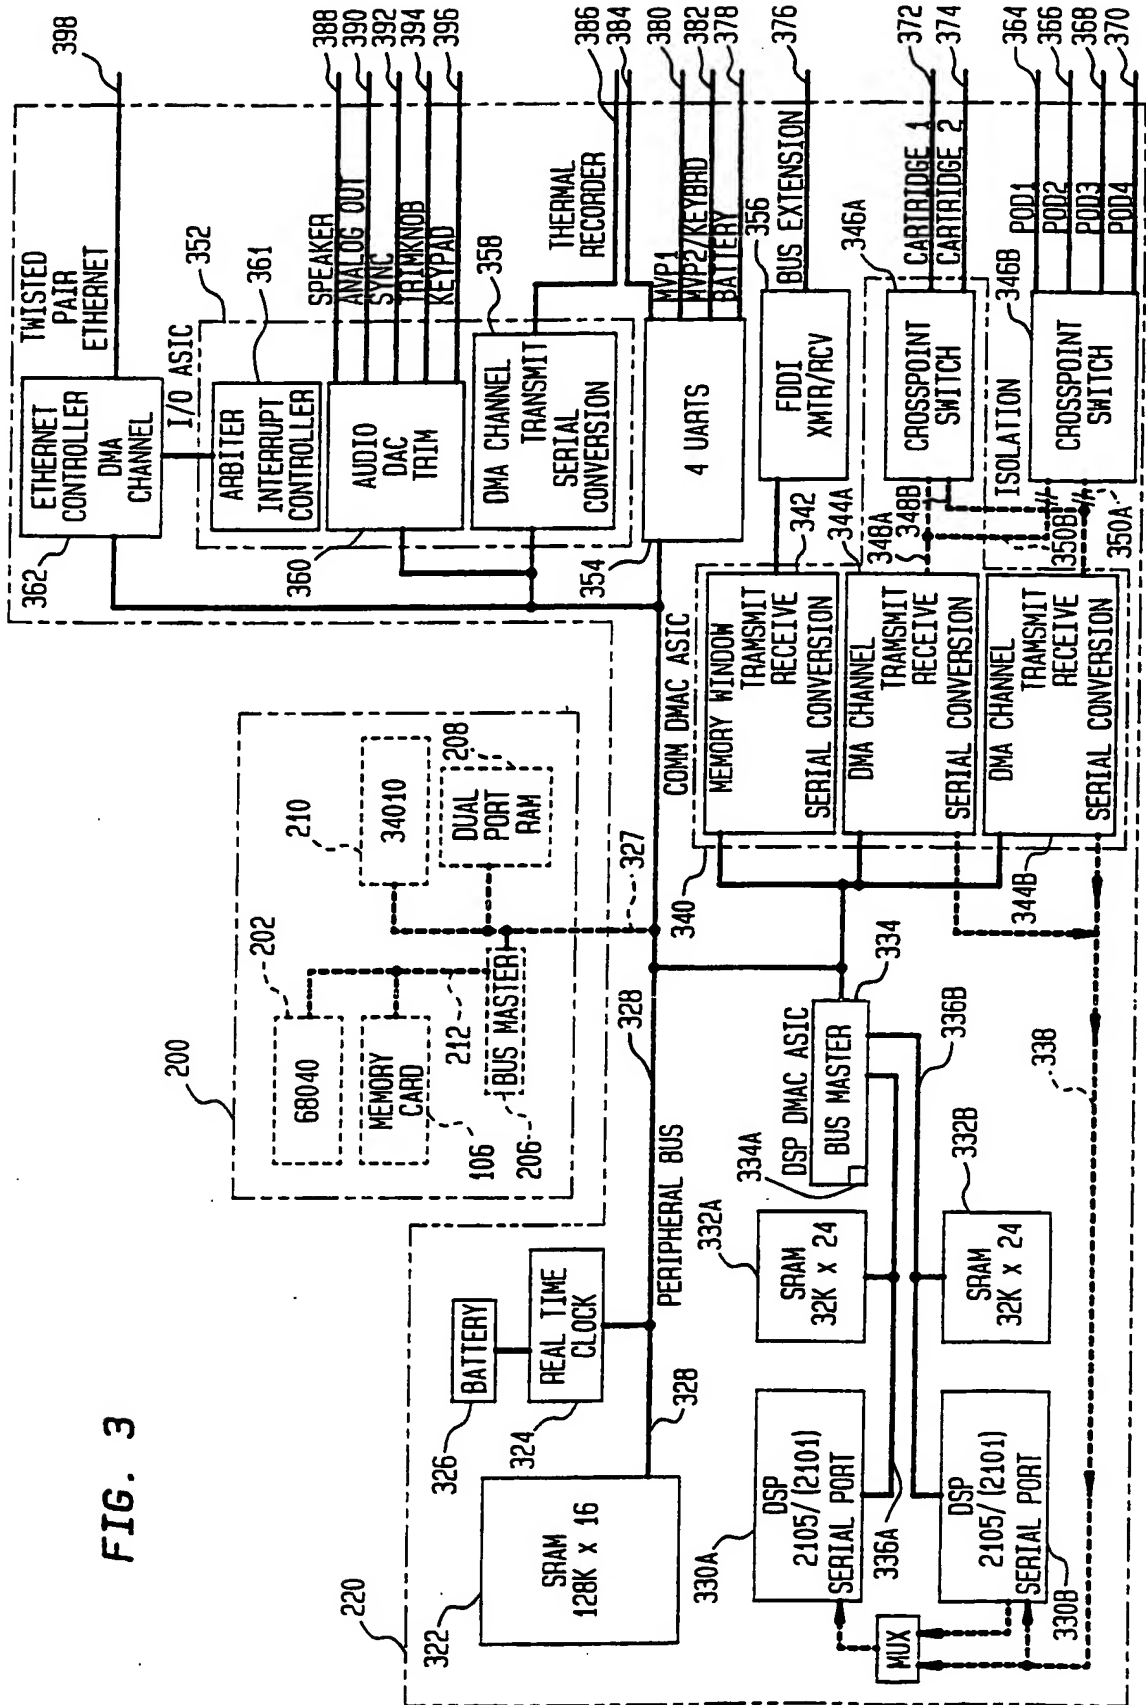 FIG. 3
220
322
SRAM
128K x 16
326
BATTERY
324
REAL TIME
CLOCK
328
PERIPHERAL BUS
328
200
202
68040
MEMORY
CARD
106
212
BUS MASTER
206
210
34010
208
DUAL
PORT
RAM
327
330A
DSP
2105/(2101)
SERIAL PORT
336A
DSP
2105/(2101)
SERIAL PORT
330B
MUX
332A
SRAM
32K x 24
332B
SRAM
32K x 24
334A
DSP DMAC ASIC
BUS MASTER
334
336B
338
340
COMM DMAC ASIC
MEMORY WINDOW
TRAMSMIT
RECEIVE
SERIAL CONVERSION
342
DMA CHANNEL
TRAMSMIT
RECEIVE
SERIAL CONVERSION
344A
DMA CHANNEL
TRAMSMIT
RECEIVE
SERIAL CONVERSION
344B
348A
348B
350B
350A
ISOLATION
362
ETHERNET
CONTROLLER
DMA
CHANNEL
TWISTED
PAIR
ETHERNET
398
I/O ASIC
352
ARBITER
INTERRUPT
CONTROLLER
361
360
AUDIO
DAC
TRIM
SPEAKER
ANALOG OUT
SYNC
TRIMKNOB
KEYPAD
388
390
392
394
396
DMA CHANNEL
TRANSMIT
SERIAL
CONVERSION
358
THERMAL
RECORDER
386
384
354
4 UARTS
MVP1
MVP2/KEYBRD
BATTERY
380
382
378
FDDI
XMTR/RCV
356
BUS EXTENSION
376
CROSSPOINT
SWITCH
346A
CARTRIDGE 1
CARTRIDGE 2
372
374
CROSSPOINT
SWITCH
346B
POD1
POD2
POD3
POD4
364
366
368
370